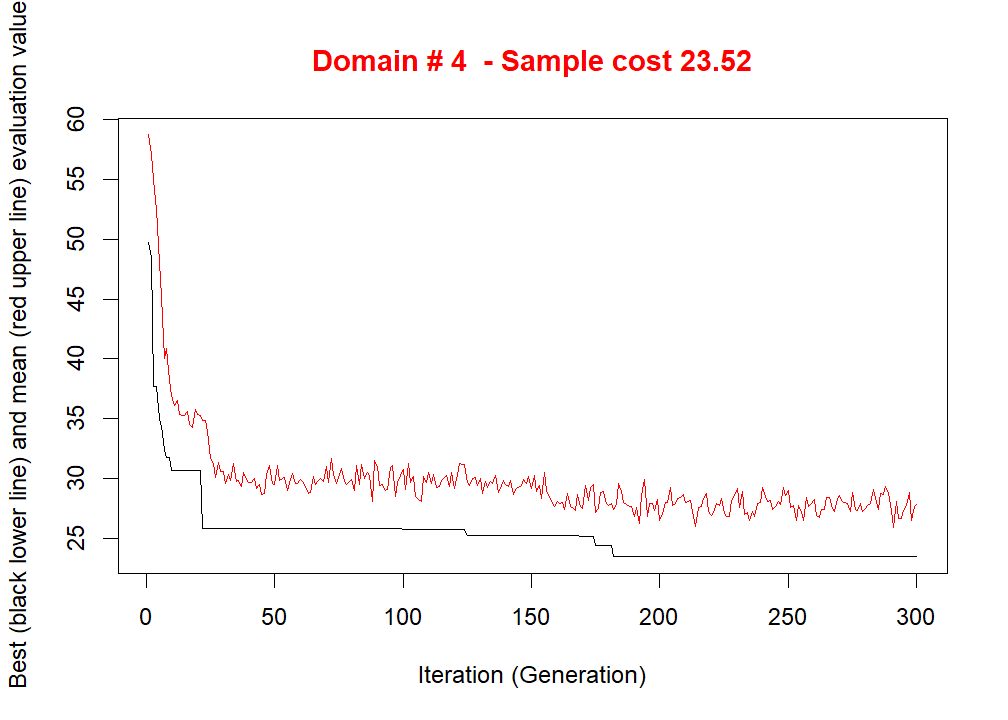 Domain # 4  - Sample cost 23.52
Best (black lower line) and mean (red upper line) evaluation value
60
55
50
45
40
35
30
25
0 50 100 150 200 250 300
Iteration (Generation)